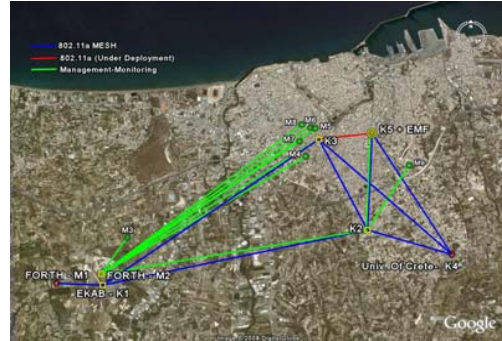 802.11a MESH
802.11a (Under Deployment)
Management-Monitoring
M8
M6
M5
M7
K3
K5 + EMF
M4
M3
K2
FORTH - M1
FORTH - M2
EKAB - K1
Univ. Of Crete- K4
Google